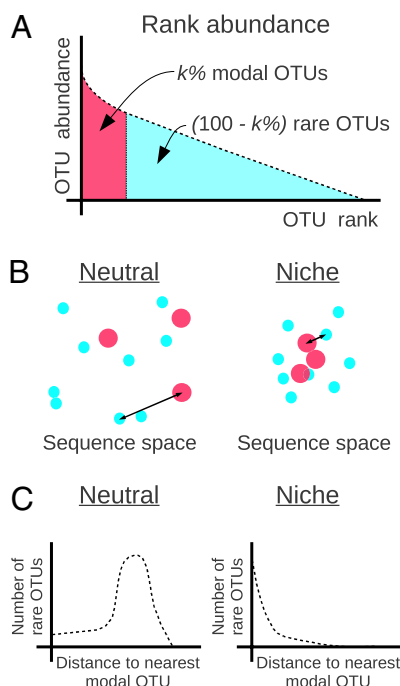 A
Rank abundance
OTU abundance
k% modal OTUs
(100 - k%) rare OTUs
OTU rank
B
Neutral
Niche
Sequence space
Sequence space
C
Neutral
Niche
Number of
rare OTUs
Distance to nearest
modal OTU
Number of
rare OTUs
Distance to nearest
modal OTU